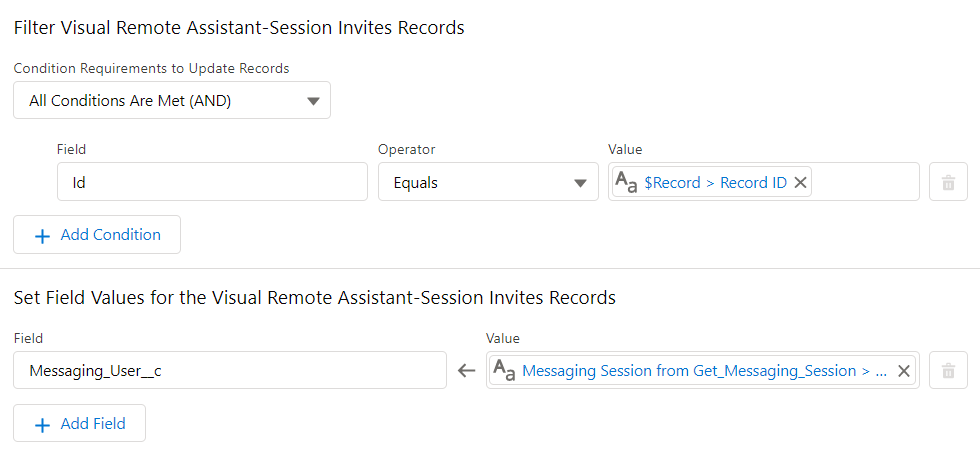 Filter Visual Remote Assistant-Session Invites Records
Condition Requirements to Update Records
All Conditions Are Met (AND)
Field Operator Value
Id Equals Aa $Record > Record ID
Add Condition
Set Field Values for the Visual Remote Assistant-Session Invites Records
Field Value
Messaging_User__c Aa Messaging Session from Get_Messaging_Session > ...
Add Field